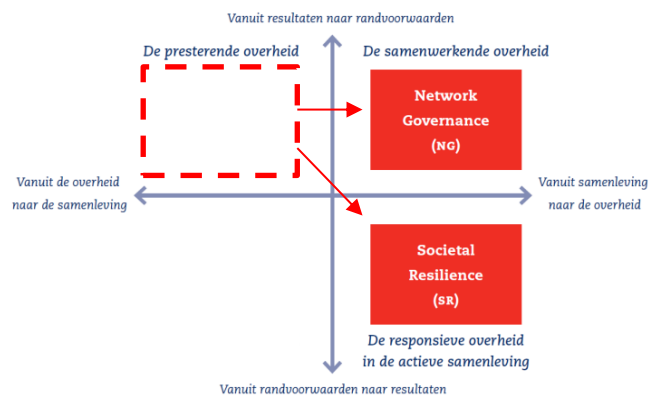 Vanuit resultaten naar randvoorwaarden
De presterende overheid
De samenwerkende overheid
Network
Governance
(NG)
Vanuit de overheid
naar de samenleving
Vanuit samenleving
naar de overheid
Societal
Resilience
(SR)
De responsieve overheid
in de actieve samenleving
Vanuit randvoorwaarden naar resultaten